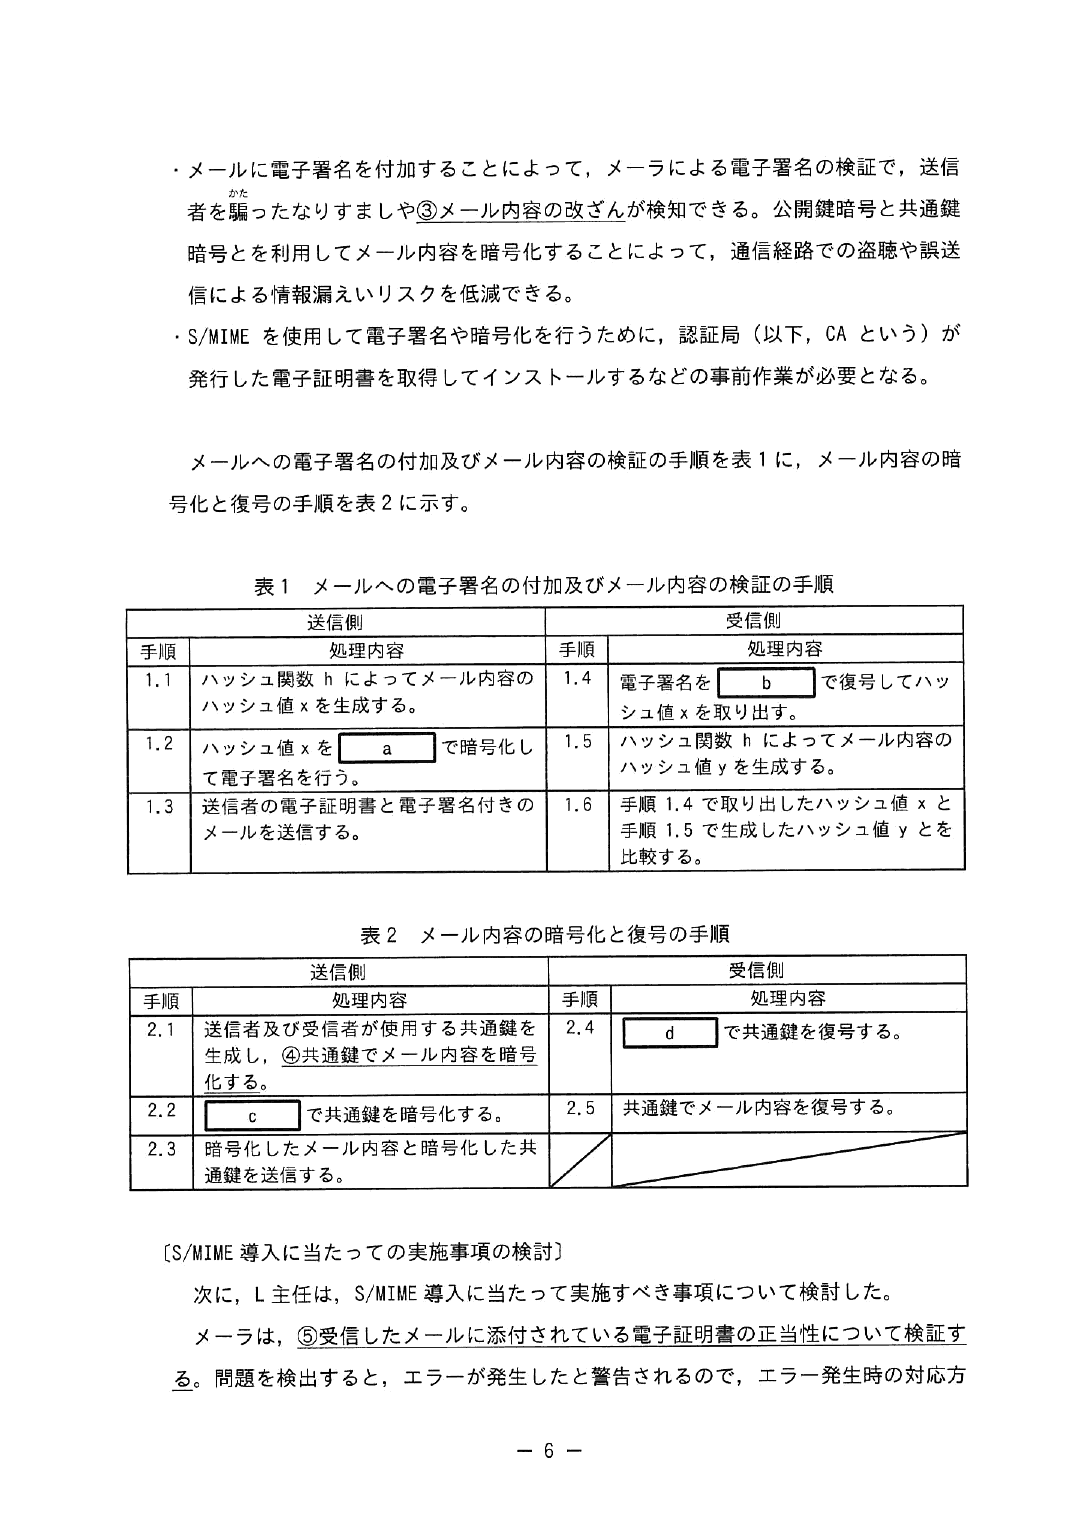 ・メールに電子署名を付加することによって，メーラによる電子署名の検証で，送信
かた
者を騙ったなりすましや③メール内容の改ざんが検知できる。公開鍵暗号と共通鍵
暗号とを利用してメール内容を暗号化することによって，通信経路での盗聴や誤送
信による情報漏えいリスクを低減できる。
・S/MIME を使用して電子署名や暗号化を行うために，認証局（以下，CA という）が
発行した電子証明書を取得してインストールするなどの事前作業が必要となる。
メールへの電子署名の付加及びメール内容の検証の手順を表1に，メール内容の暗
号化と復号の手順を表2に示す。
表1　メールへの電子署名の付加及びメール内容の検証の手順
送信側 受信側
手順 処理内容 手順 処理内容
1.1 ハッシュ関数 h によってメール内容の
ハッシュ値 x を生成する。
1.4 電子署名を b で復号してハッ
シュ値 x を取り出す。
1.2 ハッシュ値 x を a で暗号化し
て電子署名を行う。
1.5 ハッシュ関数 h によってメール内容の
ハッシュ値 y を生成する。
1.3 送信者の電子証明書と電子署名付きの
メールを送信する。
1.6 手順 1.4 で取り出したハッシュ値 x と
手順 1.5 で生成したハッシュ値 y とを
比較する。
表2　メール内容の暗号化と復号の手順
送信側 受信側
手順 処理内容 手順 処理内容
2.1 送信者及び受信者が使用する共通鍵を
生成し，④共通鍵でメール内容を暗号
化する。
2.4 d で共通鍵を復号する。
2.2 c で共通鍵を暗号化する。
2.5 共通鍵でメール内容を復号する。
2.3 暗号化したメール内容と暗号化した共
通鍵を送信する。
〔S/MIME 導入に当たっての実施事項の検討〕
次に，L 主任は，S/MIME 導入に当たって実施すべき事項について検討した。
メーラは，⑤受信したメールに添付されている電子証明書の正当性について検証す
る。問題を検出すると，エラーが発生したと警告されるので，エラー発生時の対応方
－ 6 －